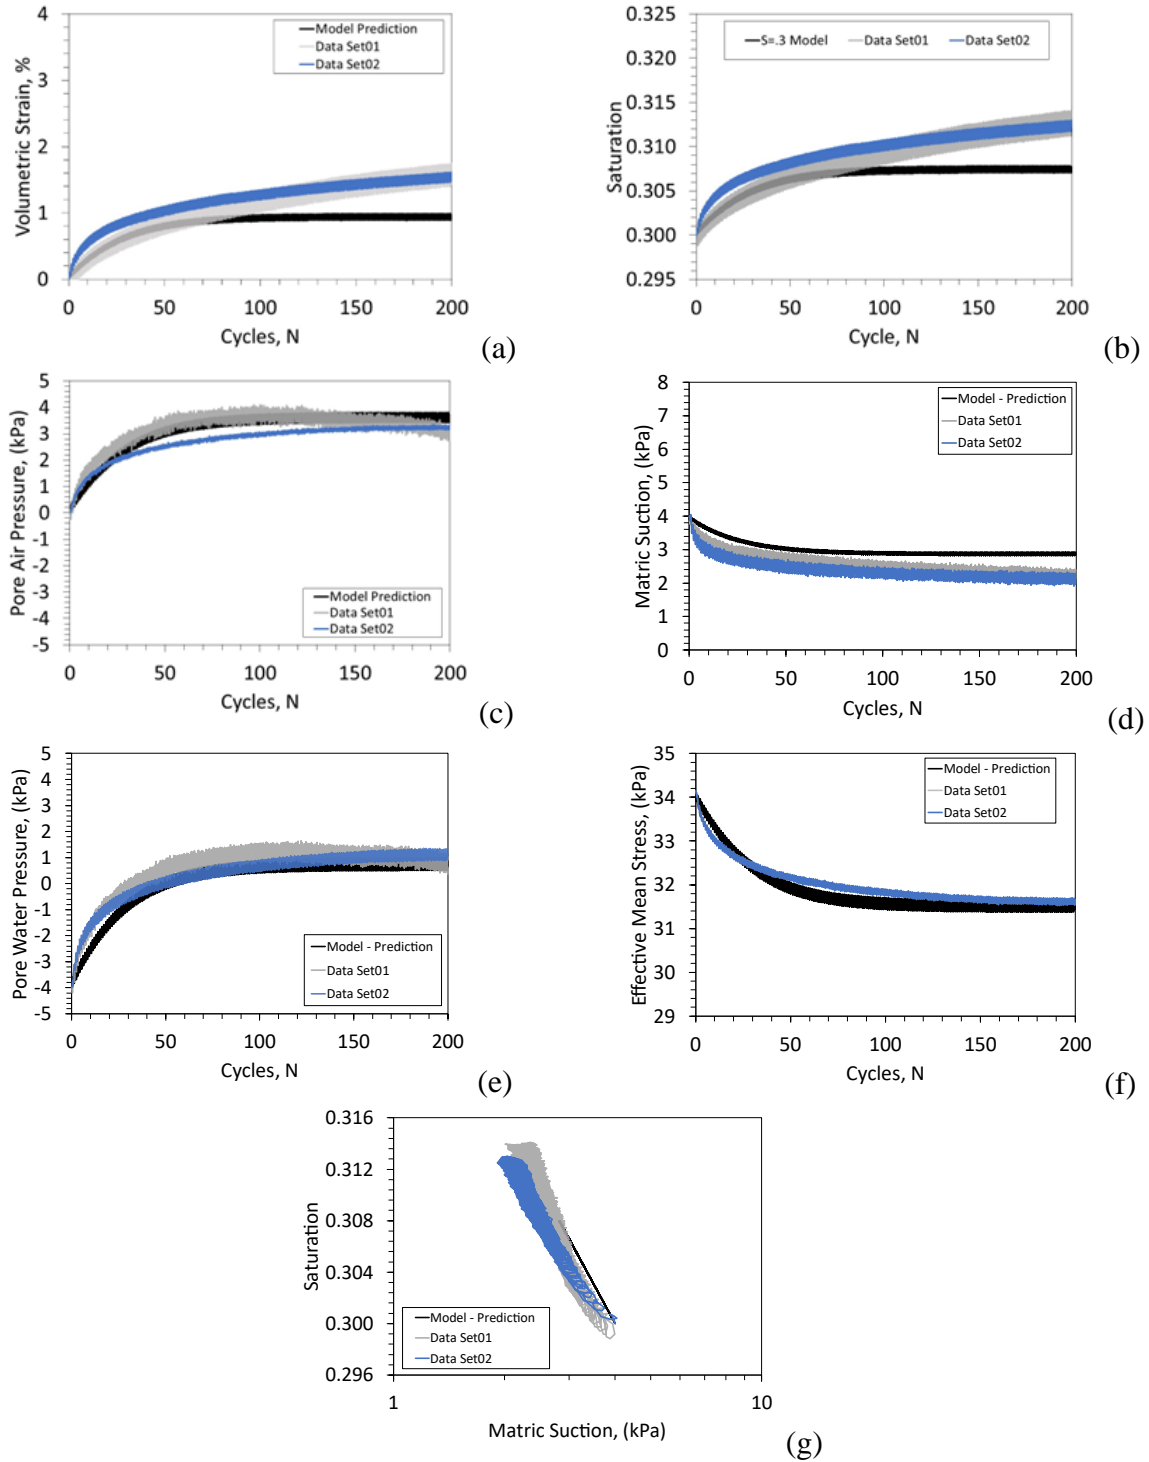 4
3
2
1
0
Volumetric Strain, %
Model Prediction
Data Set01
Data Set02
0 50 100 150 200
Cycles, N
(a)
0.325
0.320
0.315
0.310
0.305
0.300
0.295
Saturation
S=.3 Model Data Set01 Data Set02
0 50 100 150 200
Cycle, N
(b)
5
4
3
2
1
0
-1
-2
-3
-4
-5
Pore Air Pressure, (kPa)
Model Prediction
Data Set01
Data Set02
0 50 100 150 200
Cycles, N
(c)
8
7
6
5
4
3
2
1
0
Matric Suction, (kPa)
Model - Prediction
Data Set01
Data Set02
0 50 100 150 200
Cycles, N
(d)
5
4
3
2
1
0
-1
-2
-3
-4
-5
Pore Water Pressure, (kPa)
Model - Prediction
Data Set01
Data Set02
0 50 100 150 200
Cycles, N
(e)
35
34
33
32
31
30
29
Effective Mean Stress, (kPa)
Model - Prediction
Data Set01
Data Set02
0 50 100 150 200
Cycles, N
(f)
0.316
0.312
0.308
0.304
0.300
0.296
Saturation
Model - Prediction
Data Set01
Data Set02
1 10
Matric Suction, (kPa)
(g)